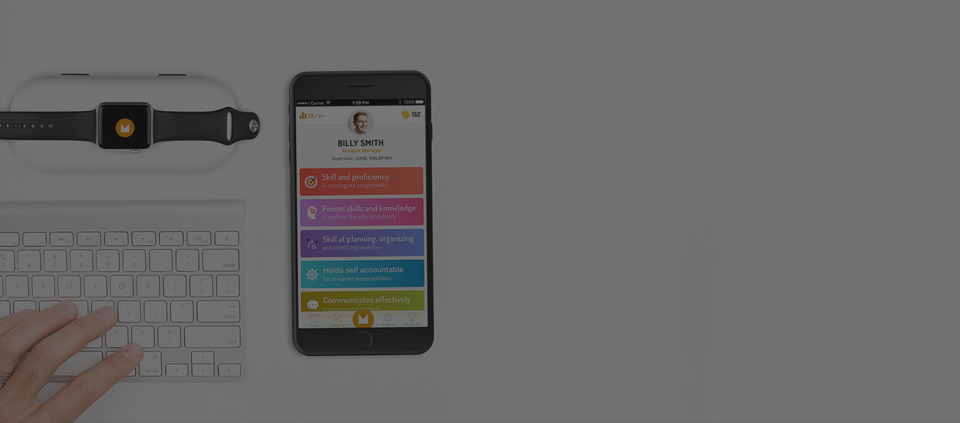 Carrier
1:59 PM
100%
13 / 24
152
BILLY SMITH
Account Manager
Supervisor: CARL GOLDFISH
Skill and proficiency
in carrying out assignments
Posses skills and knowledge
to perform the job competently
Skill at planning, organizing
and prioritizing workflow
Holds self accountable
for assigned responsibilities
Communicates effectively